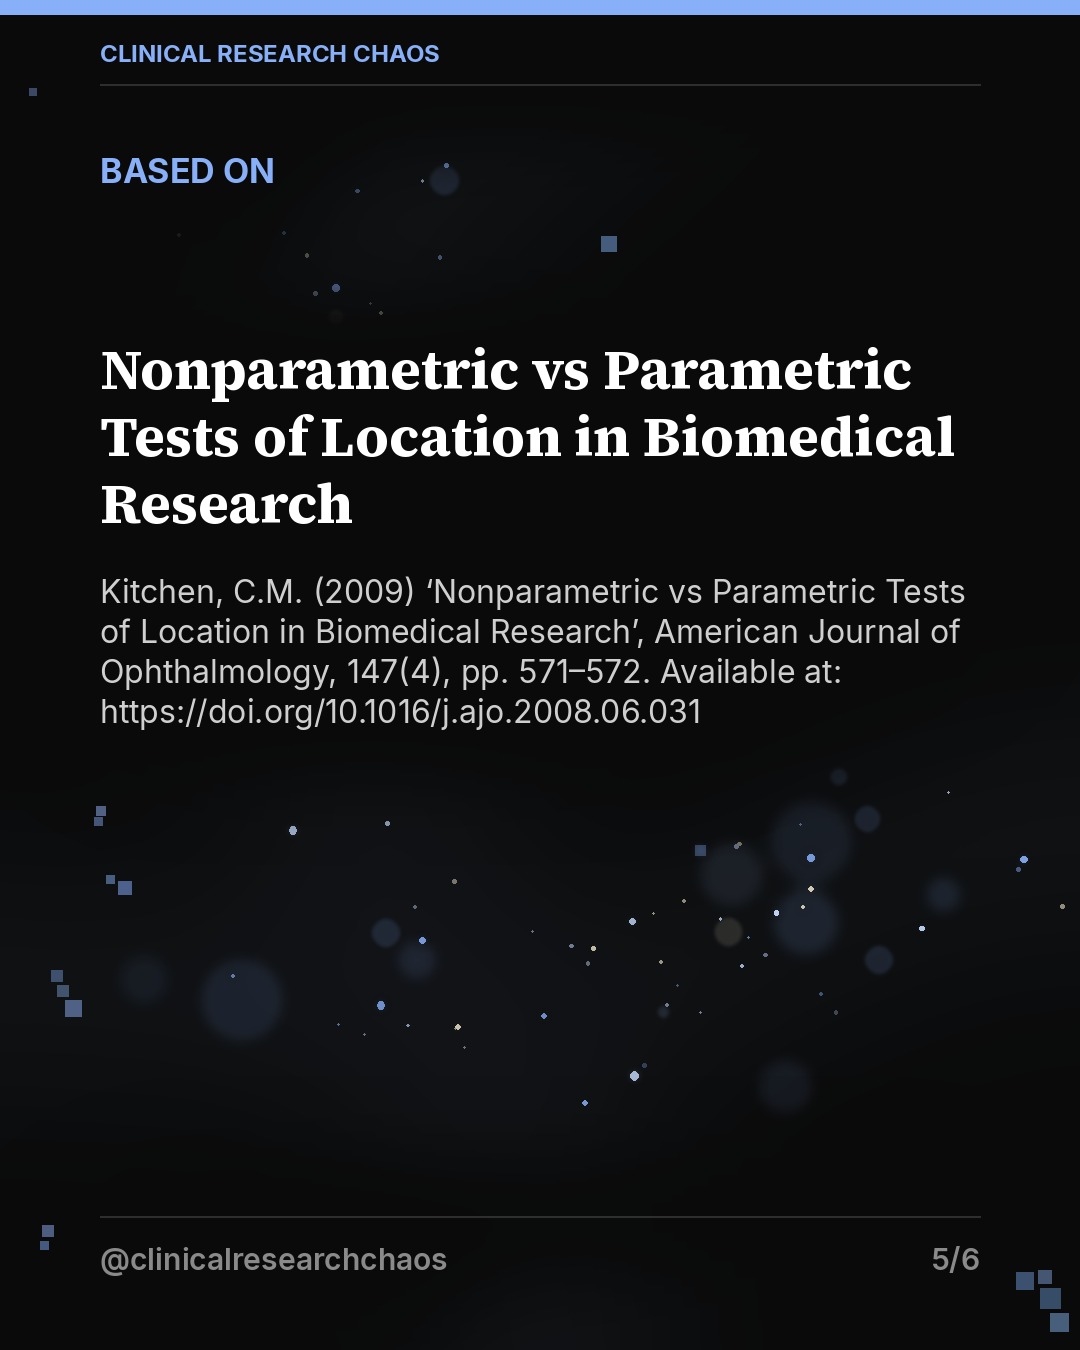 CLINICAL RESEARCH CHAOS
BASED ON
Nonparametric vs Parametric
Tests of Location in Biomedical
Research
Kitchen, C.M. (2009) ‘Nonparametric vs Parametric Tests
of Location in Biomedical Research’, American Journal of
Ophthalmology, 147(4), pp. 571–572. Available at:
https://doi.org/10.1016/j.ajo.2008.06.031
@clinicalresearchchaos
5/6